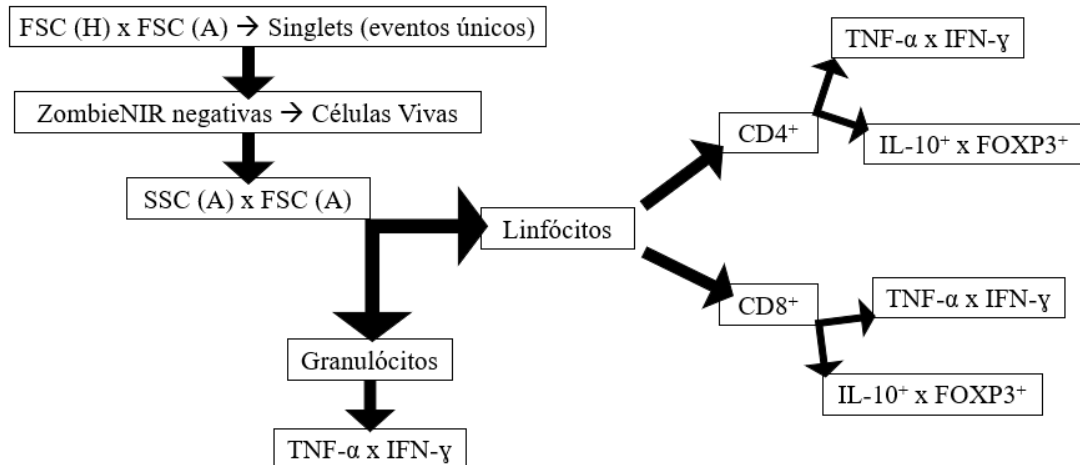 FSC (H) x FSC (A) → Singlets (eventos únicos)
ZombieNIR negativas → Células Vivas
SSC (A) x FSC (A)
Linfócitos
Granulócitos
TNF-α x IFN-ɣ
CD4⁺
TNF-α x IFN-ɣ
IL-10⁺ x FOXP3⁺
CD8⁺
TNF-α x IFN-ɣ
IL-10⁺ x FOXP3⁺